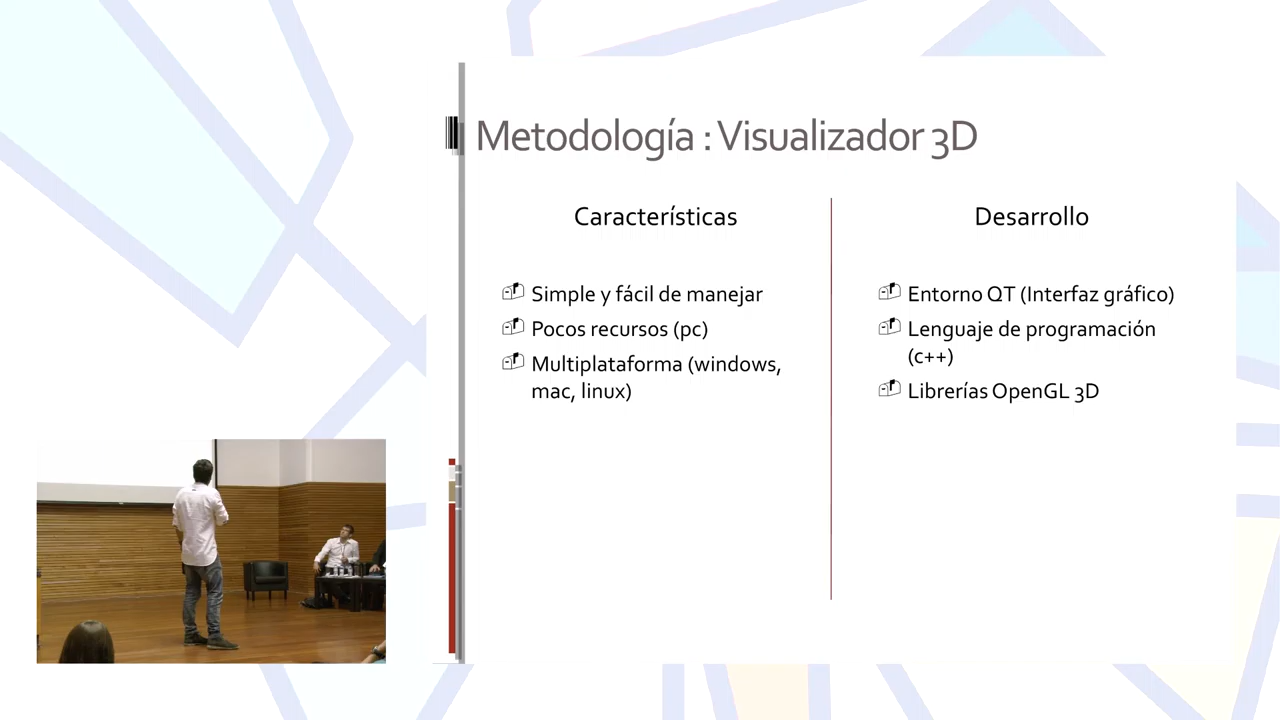 Metodología : Visualizador 3D
Características
Simple y fácil de manejar
Pocos recursos (pc)
Multiplataforma (windows,
mac, linux)
Desarrollo
Entorno QT (Interfaz gráfico)
Lenguaje de programación
(c++)
Librerías OpenGL 3D